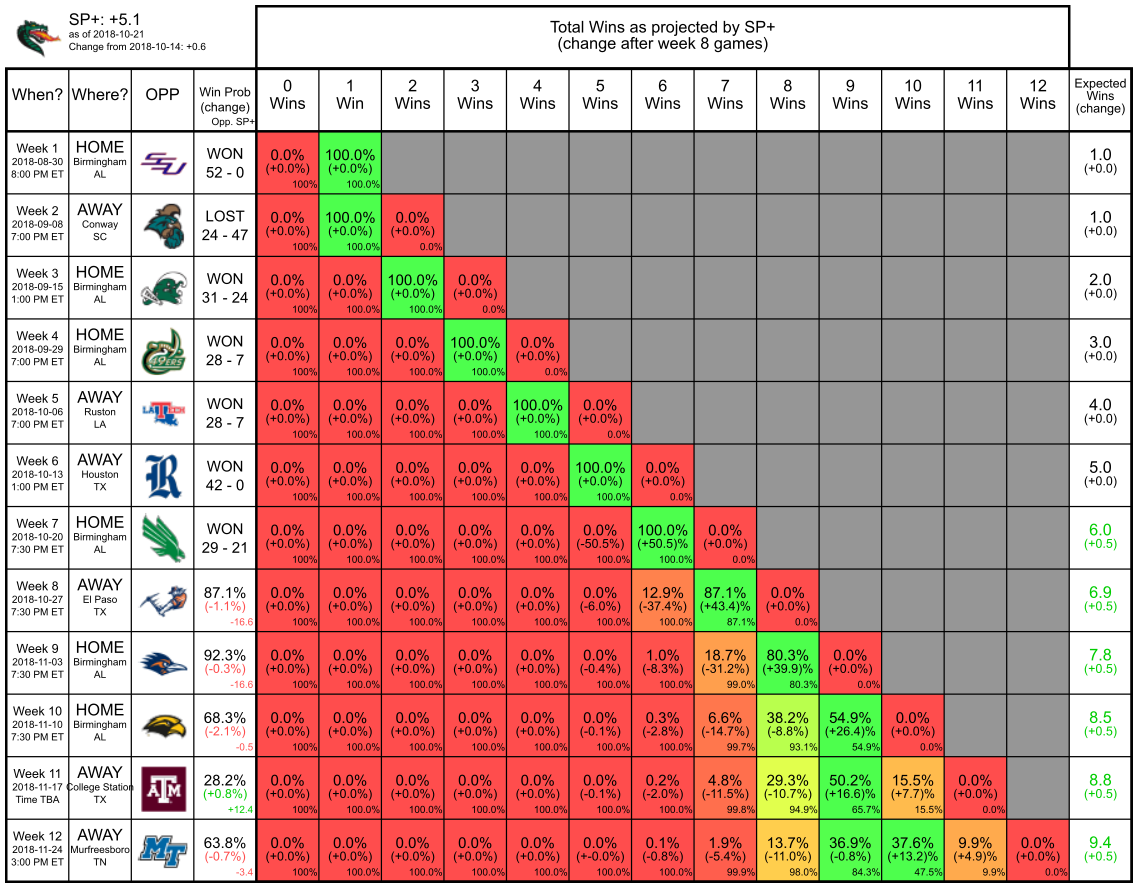 SP+: +5.1
as of 2018-10-21
Change from 2018-10-14: +0.6
Total Wins as projected by SP+
(change after week 8 games)
When? Where? OPP Win Prob (change) Opp. SP+ 0 Wins 1 Win 2 Wins 3 Wins 4 Wins 5 Wins 6 Wins 7 Wins 8 Wins 9 Wins 10 Wins 11 Wins 12 Wins Expected Wins (change)
Week 1 HOME WON 0.0% 100.0% 1.0
2018-08-30 Birmingham SSU (+0.0%) (+0.0%) (+0.0)
8:00 PM ET AL 52 - 0 100% 100.0%
Week 2 AWAY LOST 0.0% 100.0% 0.0% 1.0
2018-09-08 Conway (+0.0%) (+0.0%) (+0.0%) (+0.0)
7:00 PM ET SC 24 - 47 100% 100.0% 0.0%
Week 3 HOME WON 0.0% 0.0% 100.0% 0.0% 2.0
2018-09-15 Birmingham (+0.0%) (+0.0%) (+0.0%) (+0.0%) (+0.0)
1:00 PM ET AL 31 - 24 100% 100.0% 100.0% 0.0%
Week 4 HOME WON 0.0% 0.0% 0.0% 100.0% 0.0% 3.0
2018-09-29 Birmingham 49ERS (+0.0%) (+0.0%) (+0.0%) (+0.0%) (+0.0%) (+0.0)
7:00 PM ET AL 28 - 7 100% 100.0% 100.0% 100.0% 0.0%
Week 5 AWAY WON 0.0% 0.0% 0.0% 0.0% 100.0% 0.0% 4.0
2018-10-06 Ruston LA TECH (+0.0%) (+0.0%) (+0.0%) (+0.0%) (+0.0%) (+0.0%) (+0.0)
7:00 PM ET LA 28 - 7 100% 100.0% 100.0% 100.0% 100.0% 0.0%
Week 6 AWAY WON 0.0% 0.0% 0.0% 0.0% 0.0% 100.0% 0.0% 5.0
2018-10-13 Houston R (+0.0%) (+0.0%) (+0.0%) (+0.0%) (+0.0%) (+0.0%) (+0.0%) (+0.0)
1:00 PM ET TX 42 - 0 100% 100.0% 100.0% 100.0% 100.0% 100.0% 0.0%
Week 7 HOME WON 0.0% 0.0% 0.0% 0.0% 0.0% 0.0% 100.0% 0.0% 6.0
2018-10-20 Birmingham (+0.0%) (+0.0%) (+0.0%) (+0.0%) (+0.0%) (-50.5%) (+50.5)% (+0.0%) (+0.5)
7:30 PM ET AL 29 - 21 100% 100.0% 100.0% 100.0% 100.0% 100.0% 100.0% 0.0%
Week 8 AWAY 87.1% 0.0% 0.0% 0.0% 0.0% 0.0% 0.0% 12.9% 87.1% 0.0% 6.9
2018-10-27 El Paso (-1.1%) (+0.0%) (+0.0%) (+0.0%) (+0.0%) (+0.0%) (-6.0%) (-37.4%) (+43.4)% (+0.0%) (+0.5)
7:30 PM ET TX -16.6 100% 100.0% 100.0% 100.0% 100.0% 100.0% 100.0% 87.1% 0.0%
Week 9 HOME 92.3% 0.0% 0.0% 0.0% 0.0% 0.0% 0.0% 1.0% 18.7% 80.3% 0.0% 7.8
2018-11-03 Birmingham (-0.3%) (+0.0%) (+0.0%) (+0.0%) (+0.0%) (+0.0%) (-0.4%) (-8.3%) (-31.2%) (+39.9)% (+0.0%) (+0.5)
7:30 PM ET AL -16.6 100% 100.0% 100.0% 100.0% 100.0% 100.0% 100.0% 99.0% 80.3% 0.0%
Week 10 HOME 68.3% 0.0% 0.0% 0.0% 0.0% 0.0% 0.0% 0.3% 6.6% 38.2% 54.9% 0.0% 8.5
2018-11-10 Birmingham (-2.1%) (+0.0%) (+0.0%) (+0.0%) (+0.0%) (+0.0%) (-0.1%) (-2.8%) (-14.7%) (-8.8%) (+26.4)% (+0.0%) (+0.5)
7:30 PM ET AL -0.5 100% 100.0% 100.0% 100.0% 100.0% 100.0% 100.0% 99.7% 93.1% 54.9% 0.0%
Week 11 AWAY 28.2% 0.0% 0.0% 0.0% 0.0% 0.0% 0.0% 0.2% 4.8% 29.3% 50.2% 15.5% 0.0% 8.8
2018-11-17 College Station ATM (+0.8%) (+0.0%) (+0.0%) (+0.0%) (+0.0%) (+0.0%) (-0.1%) (-2.0%) (-11.5%) (-10.7%) (+16.6)% (+7.7)% (+0.0%) (+0.5)
Time TBA TX +12.4 100% 100.0% 100.0% 100.0% 100.0% 100.0% 100.0% 99.8% 94.9% 65.7% 15.5% 0.0%
Week 12 AWAY 63.8% 0.0% 0.0% 0.0% 0.0% 0.0% 0.0% 0.1% 1.9% 13.7% 36.9% 37.6% 9.9% 0.0% 9.4
2018-11-24 Murfreesboro MT (-0.7%) (+0.0%) (+0.0%) (+0.0%) (+0.0%) (+0.0%) (+-0.0%) (-0.8%) (-5.4%) (-11.0%) (-0.8%) (+13.2)% (+4.9)% (+0.0%) (+0.5)
3:00 PM ET TN -3.4 100% 100.0% 100.0% 100.0% 100.0% 100.0% 100.0% 99.9% 98.0% 84.3% 47.5% 9.9% 0.0%